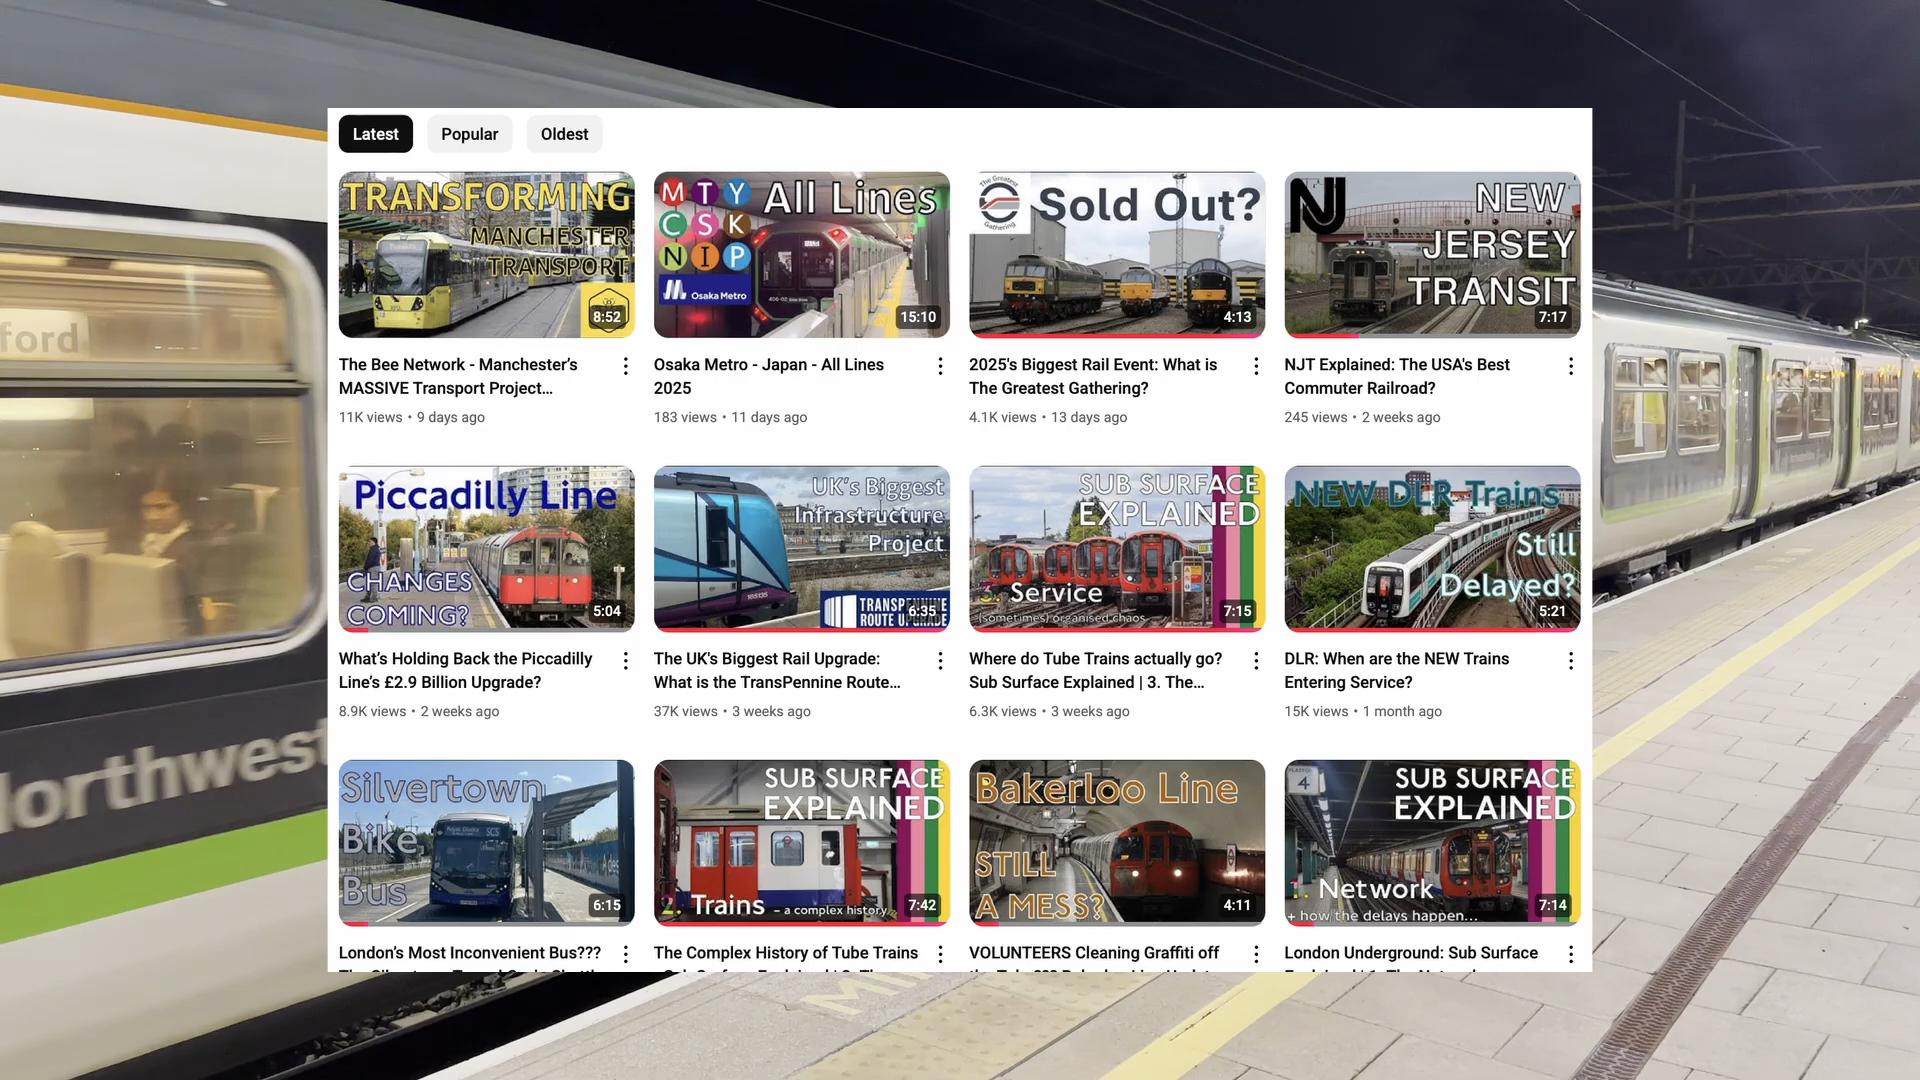 Latest
Popular
Oldest
TRANSFORMING
MANCHESTER
TRANSPORT
8:52
M T Y
C S K
N I P
All Lines
Osaka Metro
15:10
The Greatest
Gathering
Sold Out?
4:13
NJ
NEW
JERSEY
TRANSIT
7:17
The Bee Network - Manchester's
MASSIVE Transport Project...
11K views • 9 days ago
Osaka Metro - Japan - All Lines
2025
183 views • 11 days ago
2025's Biggest Rail Event: What is
The Greatest Gathering?
4.1K views • 13 days ago
NJT Explained: The USA's Best
Commuter Railroad?
245 views • 2 weeks ago
ford
Piccadilly Line
CHANGES
COMING?
5:04
UK's Biggest
Infrastructure
Project
TRANSPENNINE
ROUTE UPGRADE
6:35
SUB SURFACE
EXPLAINED
3. Service
(sometimes) organised chaos
7:15
NEW DLR Trains
Still
Delayed?
5:21
What's Holding Back the Piccadilly
Line's £2.9 Billion Upgrade?
8.9K views • 2 weeks ago
The UK's Biggest Rail Upgrade:
What is the TransPennine Route...
37K views • 3 weeks ago
Where do Tube Trains actually go?
Sub Surface Explained | 3. The...
6.3K views • 3 weeks ago
DLR: When are the NEW Trains
Entering Service?
15K views • 1 month ago
Northwest
Silvertown
Bike
Bus
SCS
6:15
SUB SURFACE
EXPLAINED
2. Trains - a complex history
7:42
Bakerloo Line
STILL
A MESS?
4:11
4
SUB SURFACE
EXPLAINED
1. Network
+ how the delays happen...
7:14
London's Most Inconvenient Bus???
The Complex History of Tube Trains
VOLUNTEERS Cleaning Graffiti off
London Underground: Sub Surface